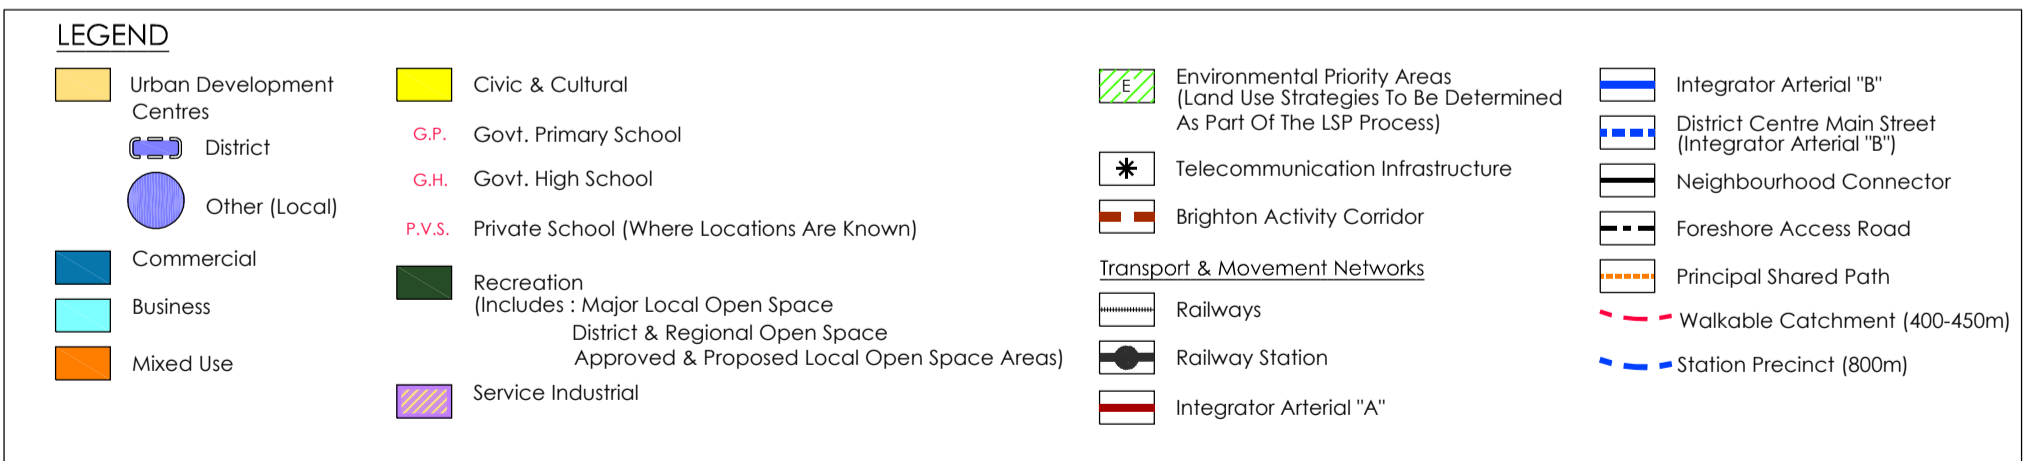 LEGEND
Urban Development
Centres
District
Other (Local)
Commercial
Business
Mixed Use
Civic & Cultural
G.P. Govt. Primary School
G.H. Govt. High School
P.V.S. Private School (Where Locations Are Known)
Recreation
(Includes : Major Local Open Space
District & Regional Open Space
Approved & Proposed Local Open Space Areas)
Service Industrial
E Environmental Priority Areas
(Land Use Strategies To Be Determined
As Part Of The LSP Process)
Telecommunication Infrastructure
Brighton Activity Corridor
Transport & Movement Networks
Railways
Railway Station
Integrator Arterial "A"
Integrator Arterial "B"
District Centre Main Street
(Integrator Arterial "B")
Neighbourhood Connector
Foreshore Access Road
Principal Shared Path
Walkable Catchment (400-450m)
Station Precinct (800m)